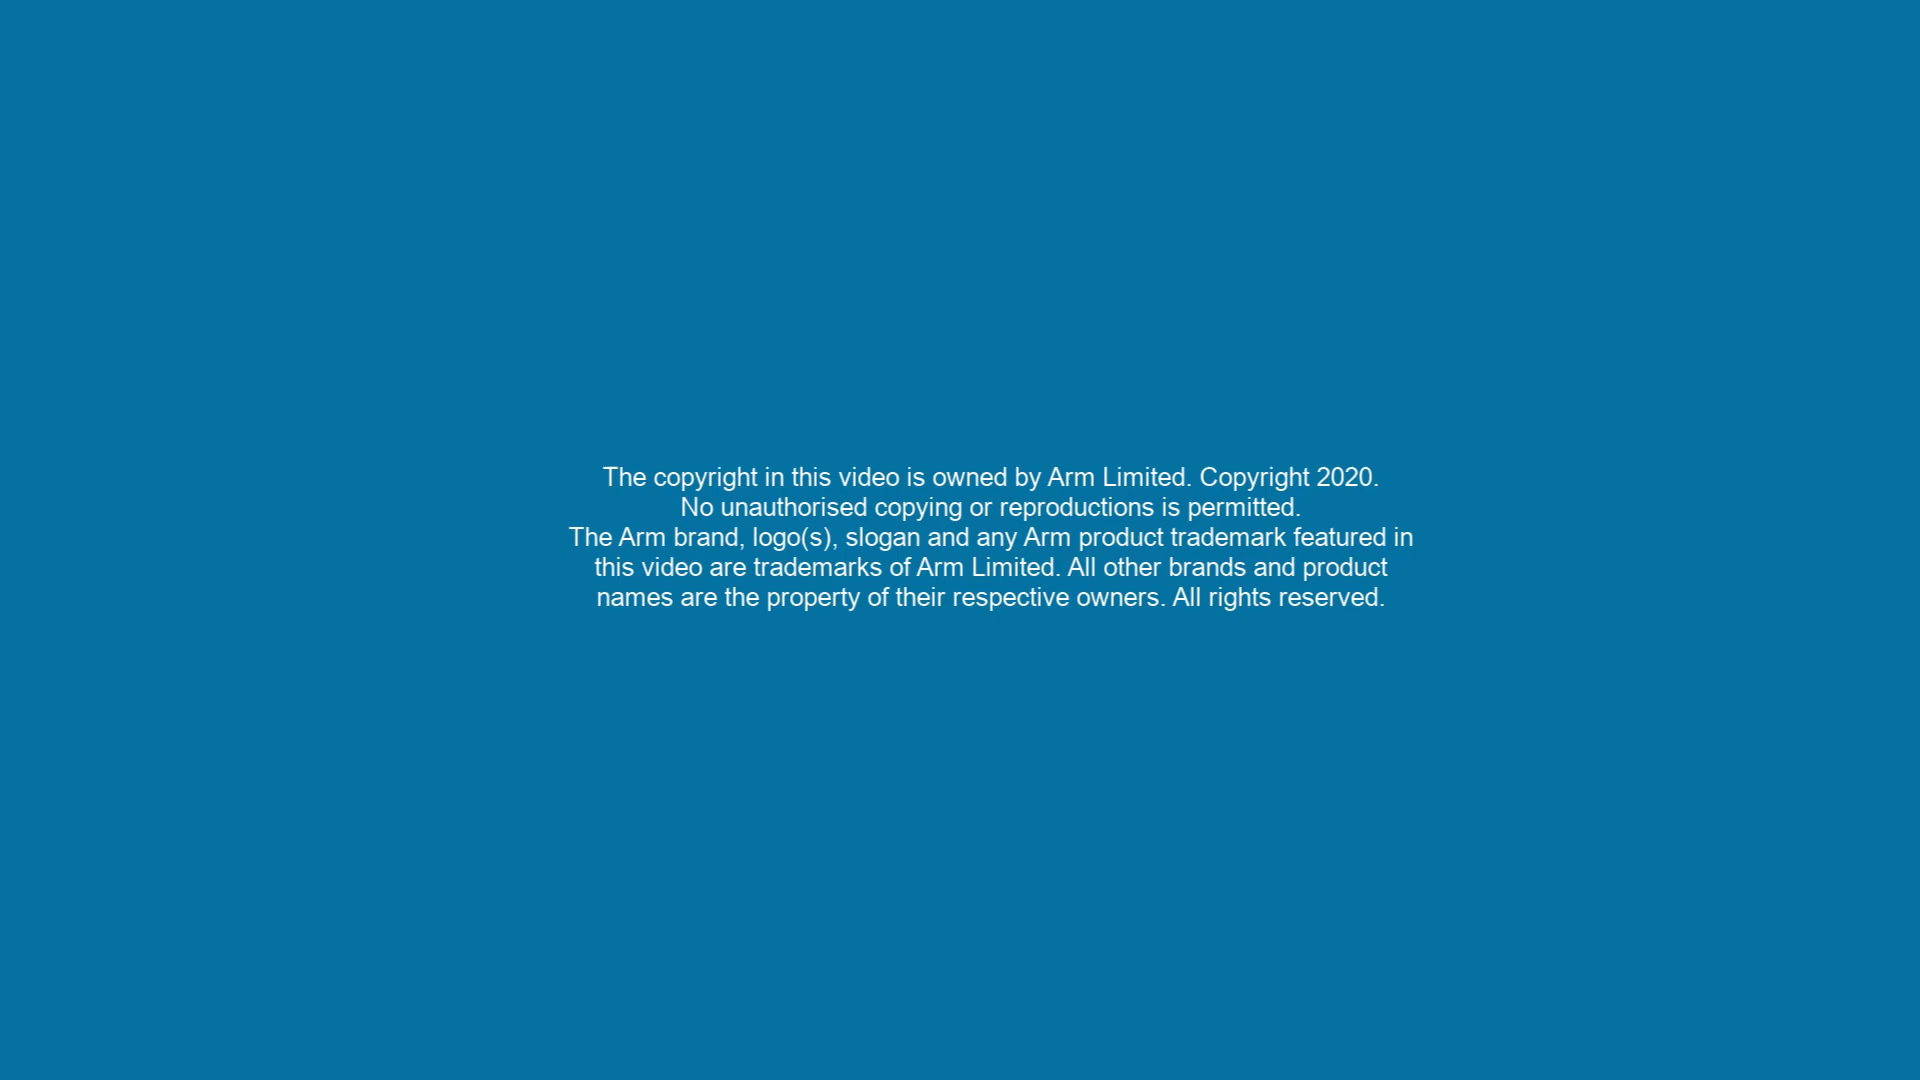 The copyright in this video is owned by Arm Limited. Copyright 2020.
No unauthorised copying or reproductions is permitted.
The Arm brand, logo(s), slogan and any Arm product trademark featured in
this video are trademarks of Arm Limited. All other brands and product
names are the property of their respective owners. All rights reserved.